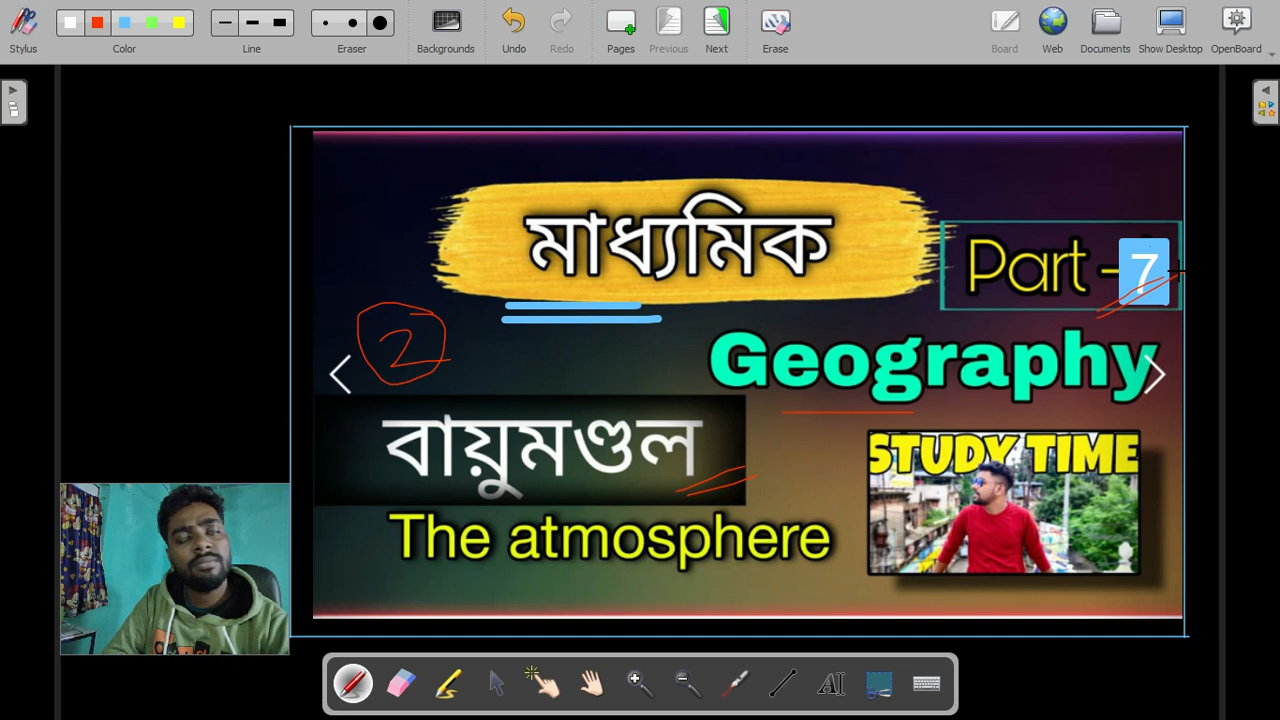 Stylus Color Line Eraser Backgrounds Undo Redo Pages Previous Next Erase Board Web Documents Show Desktop OpenBoard
মাধ্যমিক
Part - 7
2
Geography
বায়ুমণ্ডল
STUDY TIME
The atmosphere
AI